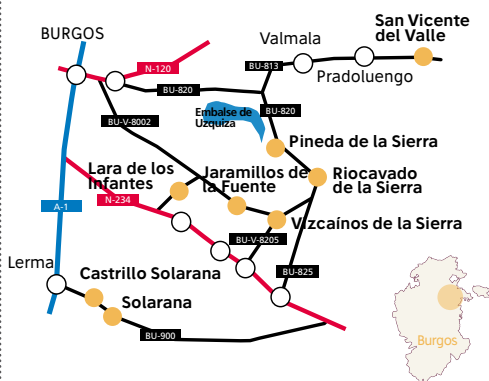 San Vicente
del Valle
BURGOS
Valmala
N-120
BU-813
Pradoluengo
BU-820
Embalse de
Uzquiza
BU-820
BU-V-8002
Pineda de la Sierra
Lara de los
Infantes
Jaramillos de
la Fuente
Riocavado
de la Sierra
A-1
N-234
Vizcaínos de la Sierra
BU-V-8205
Lerma
Castrillo Solarana
BU-825
Solarana
BU-900
Burgos